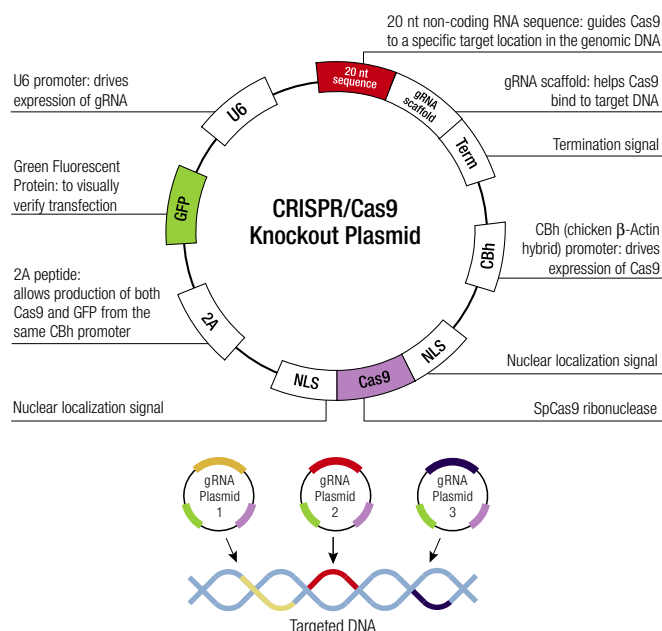 20 nt non-coding RNA sequence: guides Cas9
to a specific target location in the genomic DNA
U6 promoter: drives
expression of gRNA
gRNA scaffold: helps Cas9
bind to target DNA
Termination signal
Green Fluorescent
Protein: to visually
verify transfection
CBh (chicken β-Actin
hybrid) promoter: drives
expression of Cas9
2A peptide:
allows production of both
Cas9 and GFP from the
same CBh promoter
Nuclear localization signal
Nuclear localization signal
SpCas9 ribonuclease
CRISPR/Cas9
Knockout Plasmid
U6
20 nt
sequence
gRNA
scaffold
Term
CBh
NLS
Cas9
NLS
2A
GFP
gRNA
Plasmid
1
gRNA
Plasmid
2
gRNA
Plasmid
3
Targeted DNA